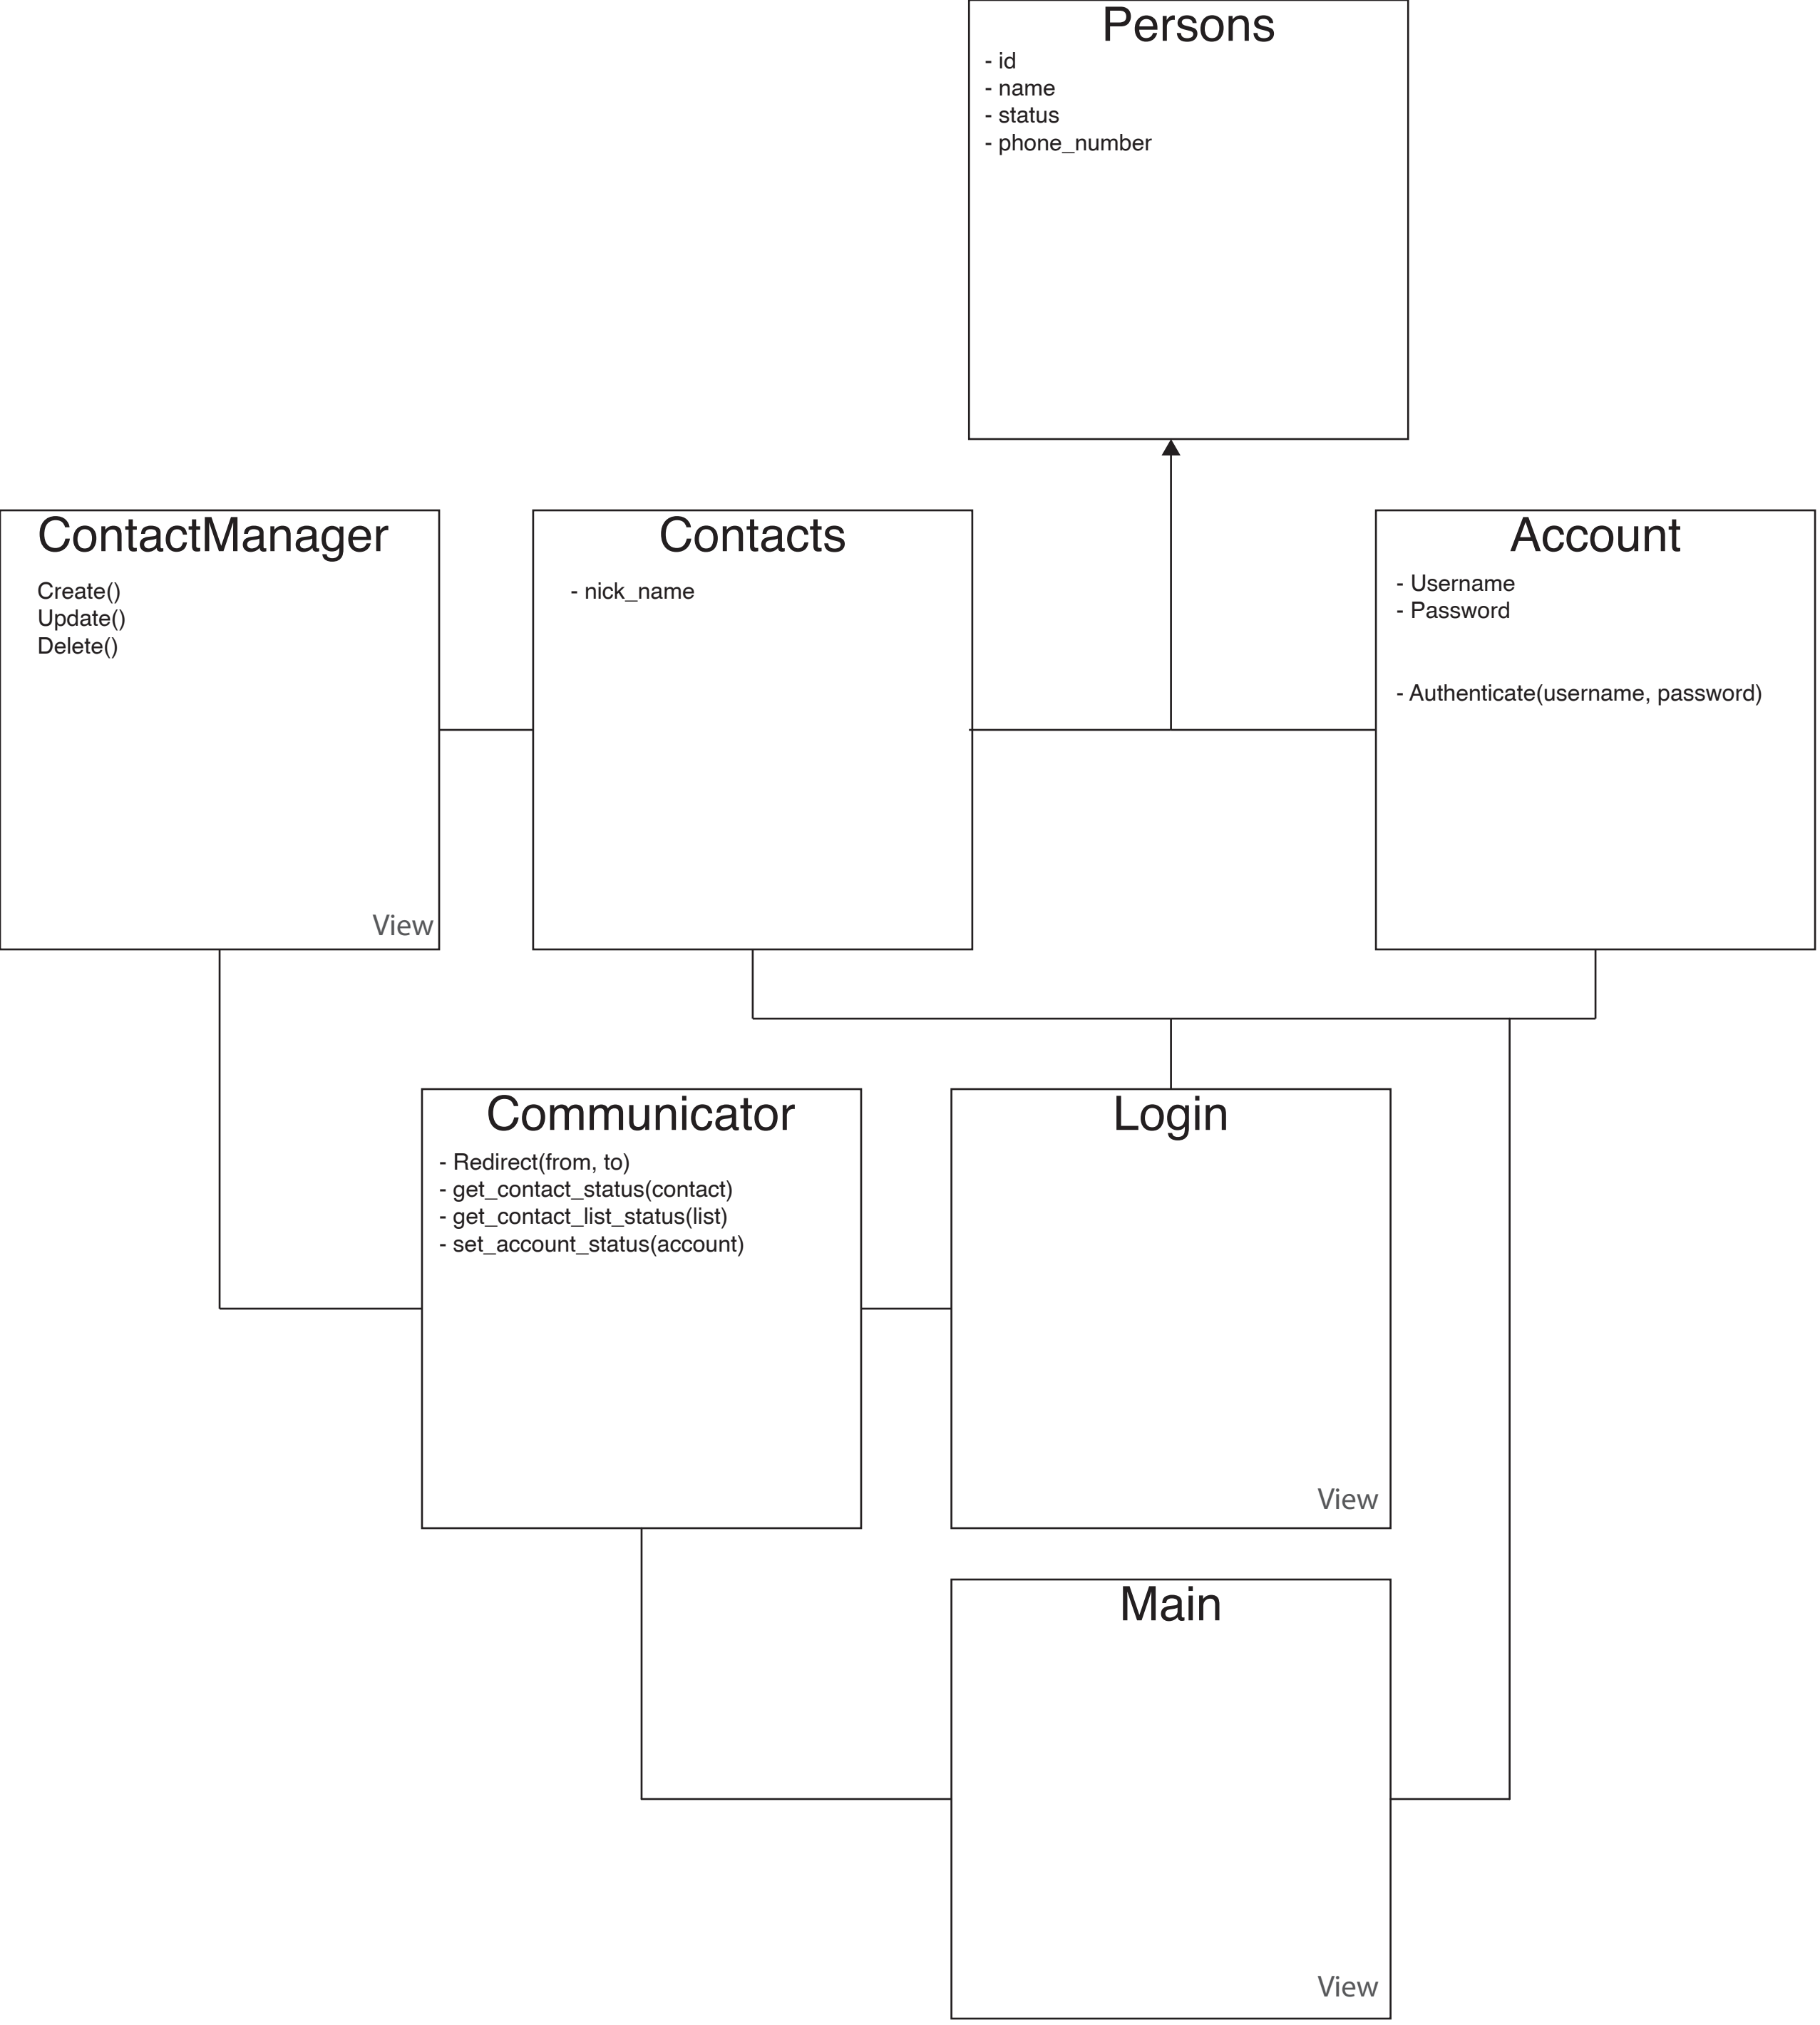 Persons
- id
- name
- status
- phone_number
ContactManager
Create()
Update()
Delete()
View
Contacts
- nick_name
Account
- Username
- Password
- Authenticate(username, password)
Communicator
- Redirect(from, to)
- get_contact_status(contact)
- get_contact_list_status(list)
- set_account_status(account)
Login
View
Main
View